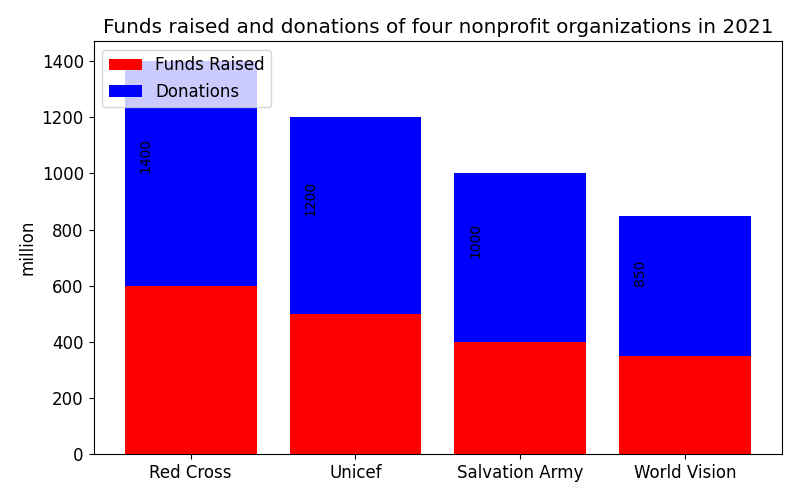 Funds raised and donations of four nonprofit organizations in 2021
Funds Raised
Donations
million
1400
1200
1000
800
600
400
200
0
1400
1200
1000
850
Red Cross
Unicef
Salvation Army
World Vision